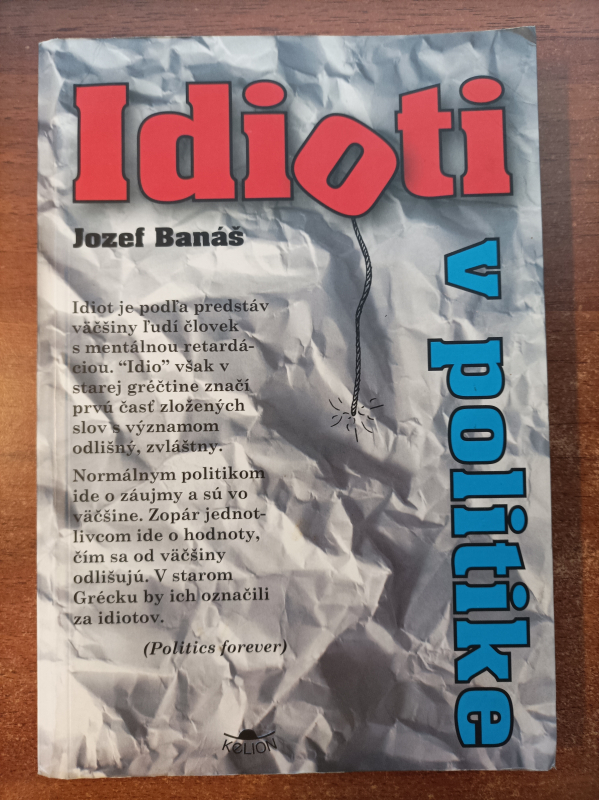 Idioti
Jozef Banáš
v politike
Idiot je podľa predstáv
väčšiny ľudí človek
s mentálnou retardá-
ciou. “Idio” však v
starej gréčtine značí
prvú časť zložených
slov s významom
odlišný, zvláštny.
Normálnym politikom
ide o záujmy a sú vo
väčšine. Zopár jednot-
livcom ide o hodnoty,
čím sa od väčšiny
odlišujú. V starom
Grécku by ich označili
za idiotov.
(Politics forever)
KeLION